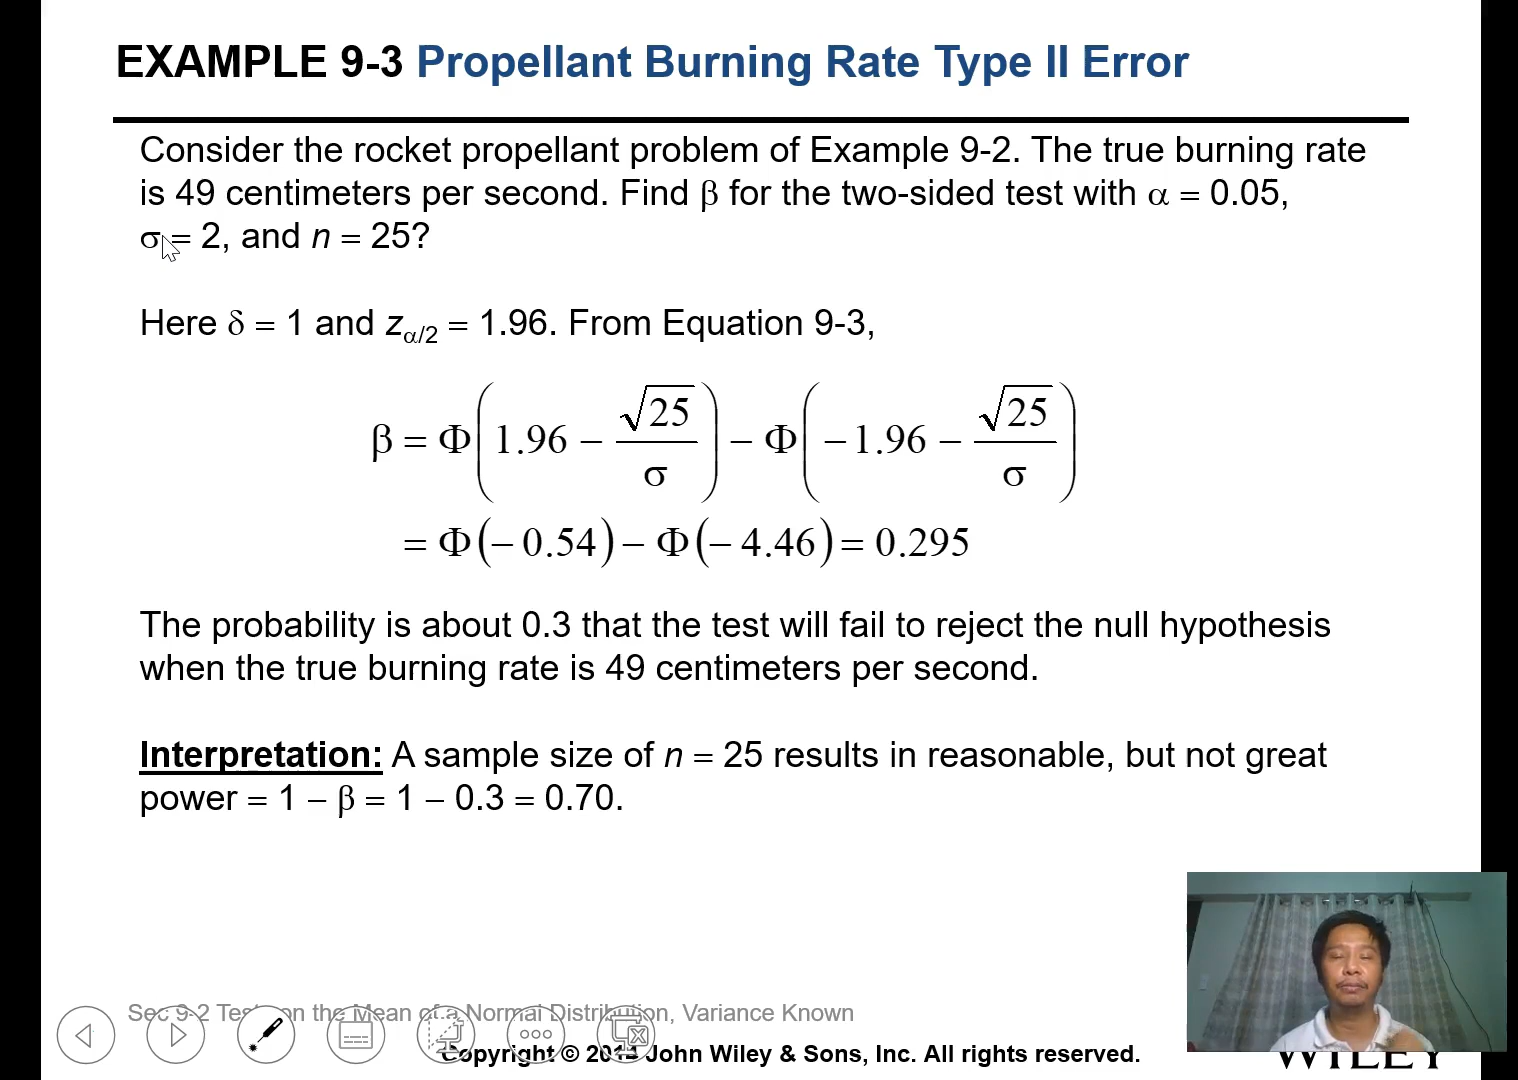 EXAMPLE 9-3 Propellant Burning Rate Type II Error
Consider the rocket propellant problem of Example 9-2. The true burning rate
is 49 centimeters per second. Find β for the two-sided test with α = 0.05,
σ = 2, and n = 25?
Here δ = 1 and z_{α/2} = 1.96. From Equation 9-3,
β = Φ(1.96 − √25/σ) − Φ(−1.96 − √25/σ)
= Φ(−0.54) − Φ(−4.46) = 0.295
The probability is about 0.3 that the test will fail to reject the null hypothesis
when the true burning rate is 49 centimeters per second.
Interpretation: A sample size of n = 25 results in reasonable, but not great
power = 1 − β = 1 − 0.3 = 0.70.
Sec 9-2 Tests on the Mean of a Normal Distribution, Variance Known
Copyright © 2014 John Wiley & Sons, Inc. All rights reserved.
WILEY